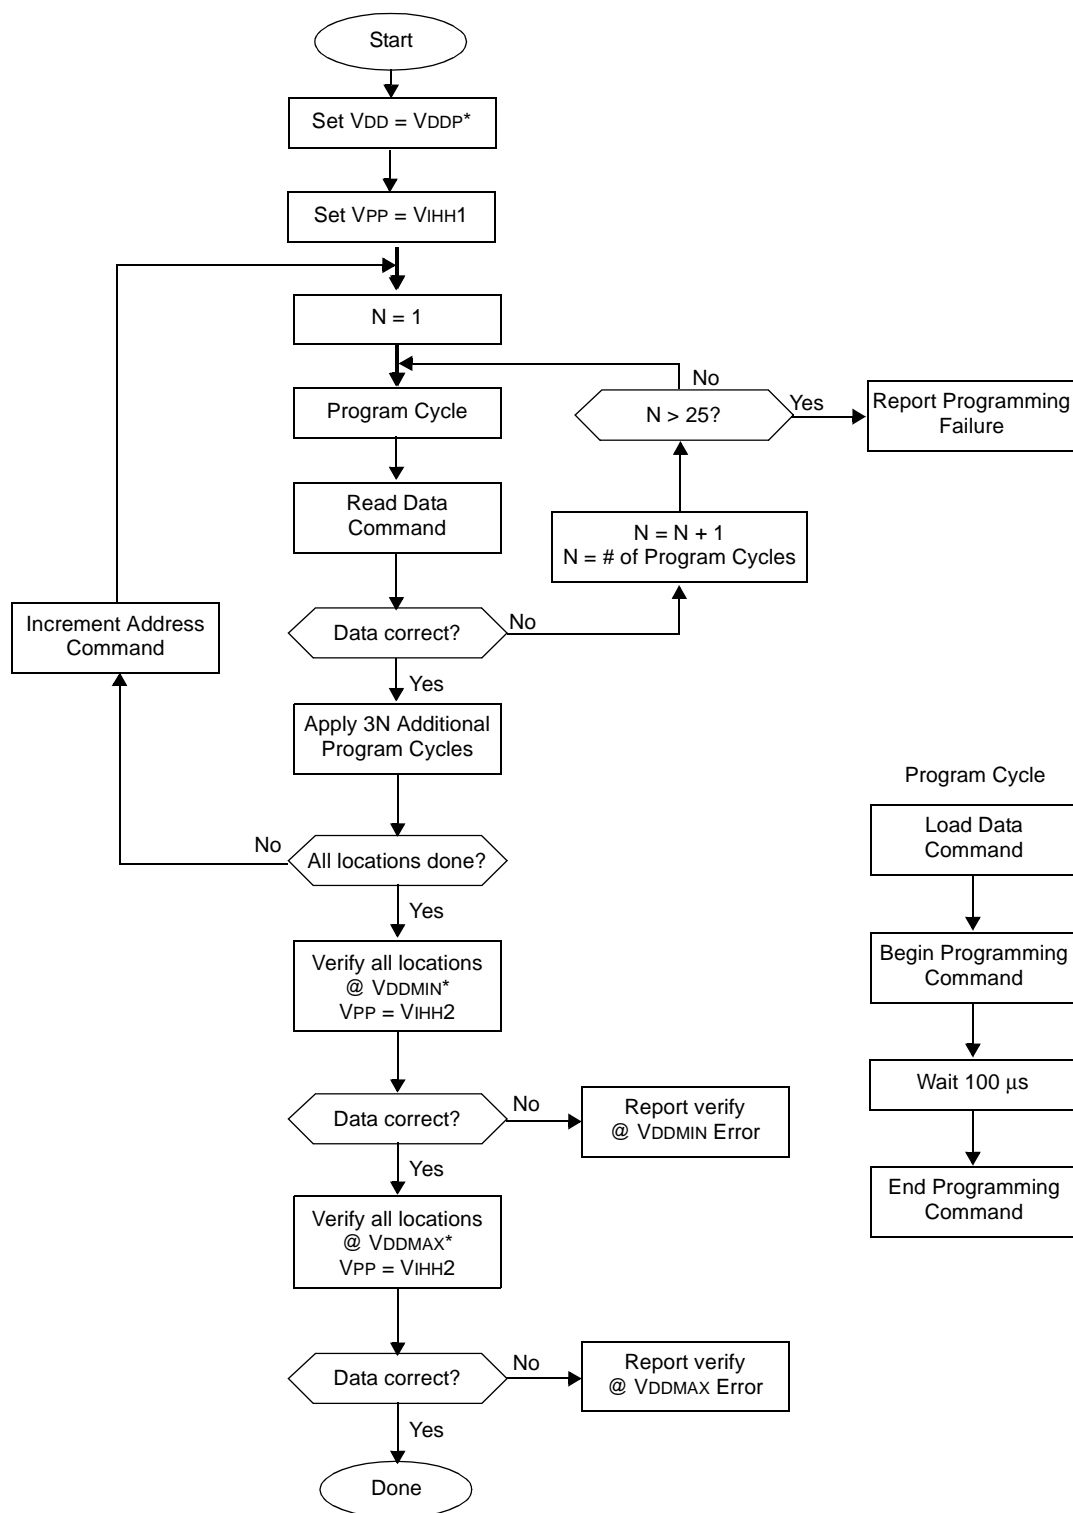 Start
Set VDD = VDDP*
Set VPP = VIHH1
N = 1
No
Program Cycle
N > 25?
Yes
Report Programming
Failure
Read Data
Command
N = N + 1
N = # of Program Cycles
Increment Address
Command
Data correct?
No
Yes
Apply 3N Additional
Program Cycles
Program Cycle
Load Data
Command
No
All locations done?
Yes
Begin Programming
Command
Verify all locations
@ VDDMIN*
VPP = VIHH2
Wait 100 µs
Data correct?
No
Report verify
@ VDDMIN Error
Yes
End Programming
Command
Verify all locations
@ VDDMAX*
VPP = VIHH2
Data correct?
No
Report verify
@ VDDMAX Error
Yes
Done